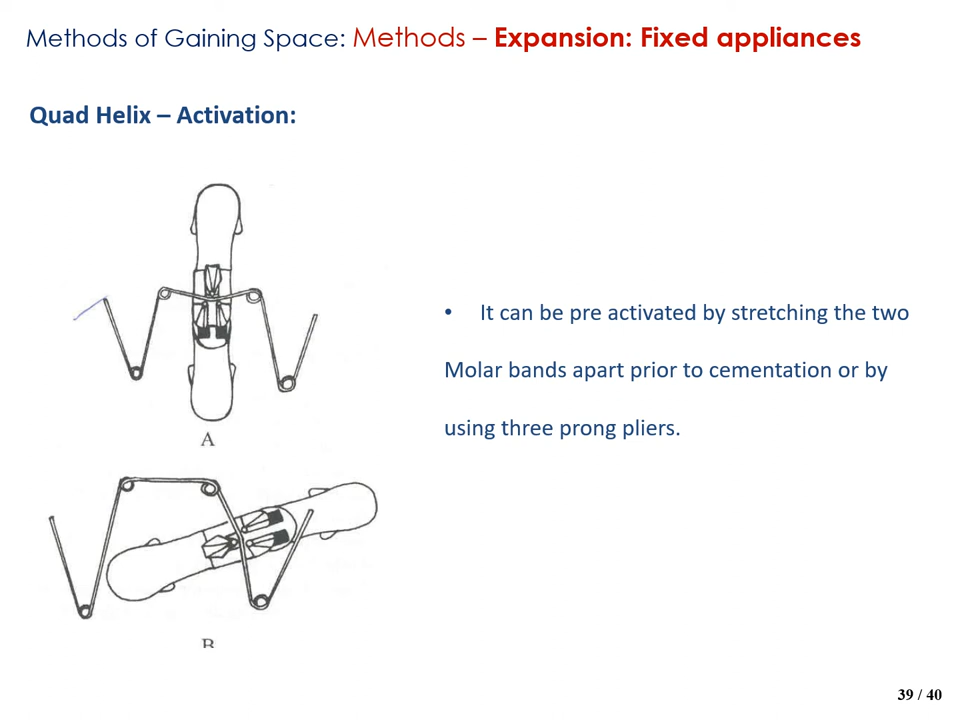 Methods of Gaining Space: Methods – Expansion: Fixed appliances
Quad Helix – Activation:
• It can be pre activated by stretching the two
Molar bands apart prior to cementation or by
using three prong pliers.
A
B
39 / 40